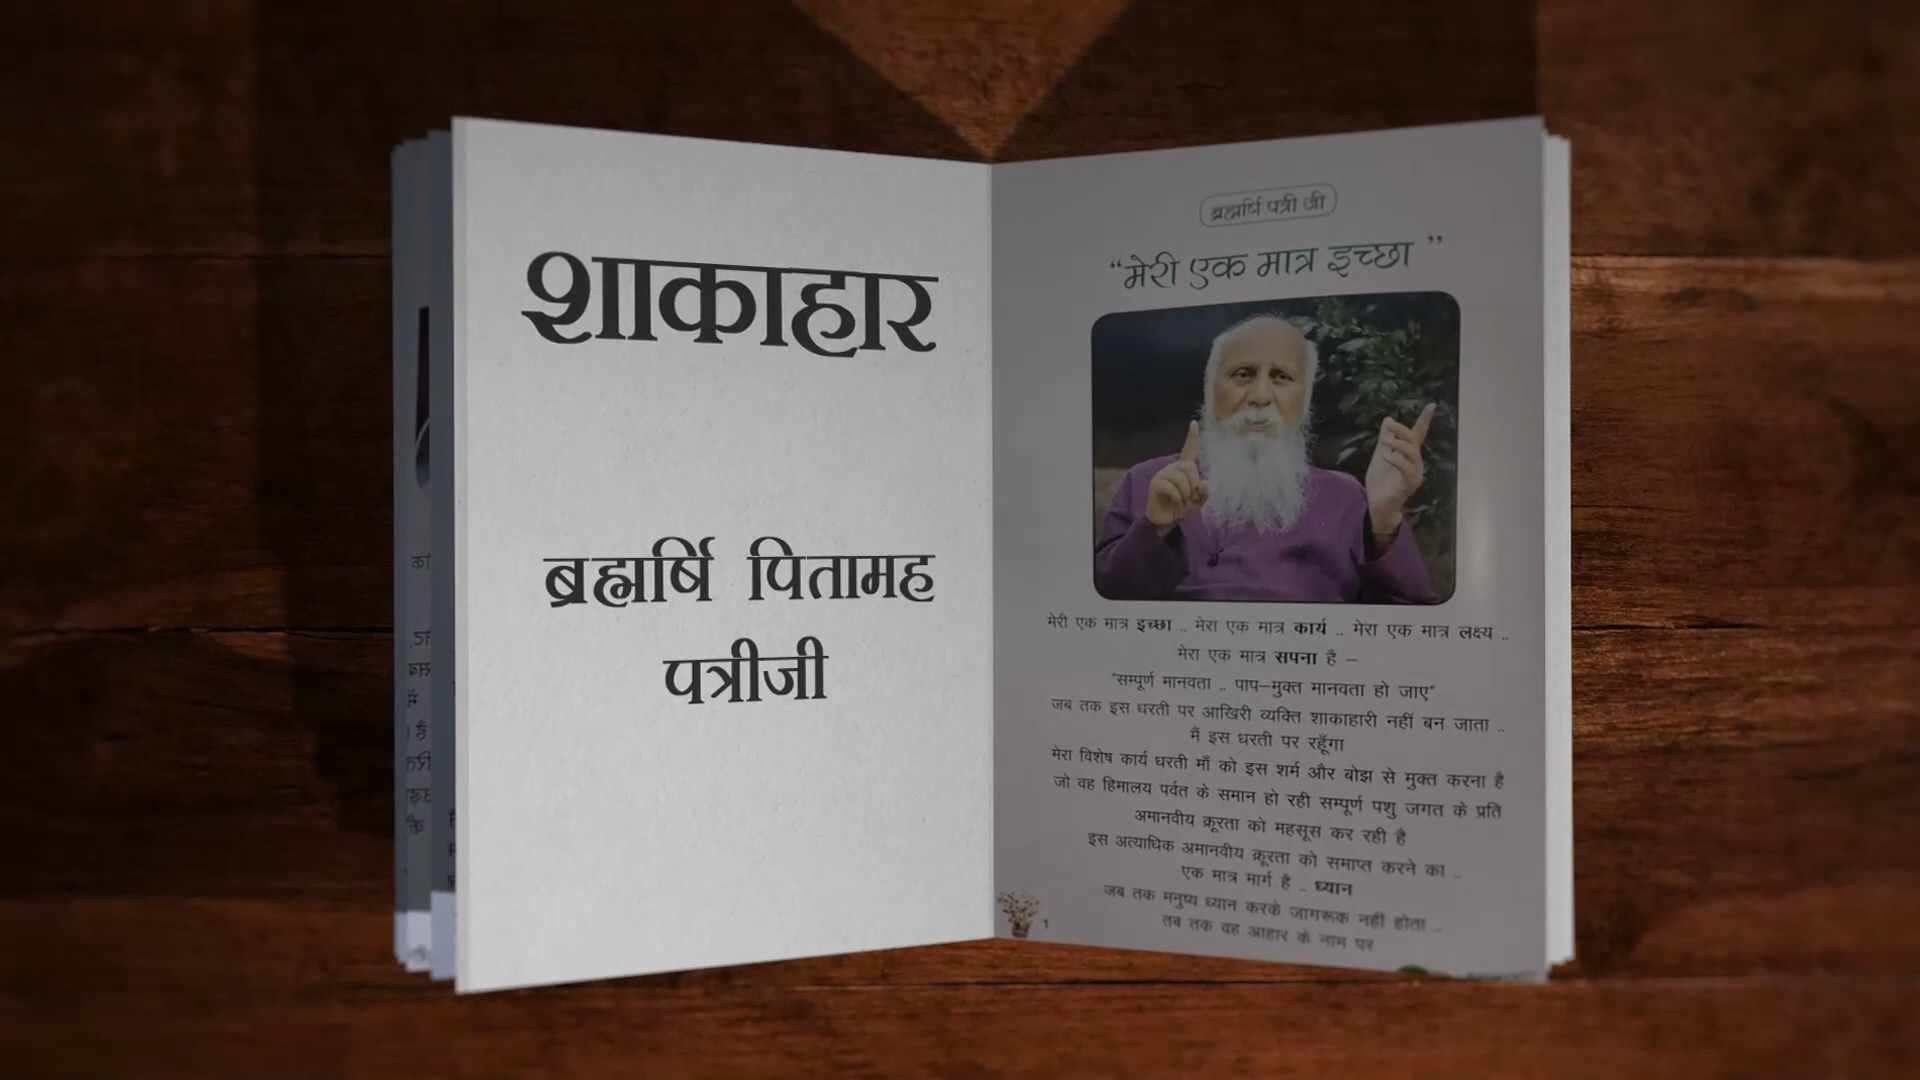 शाकाहार
ब्रह्मर्षि पितामह
पत्रीजी
ब्रह्मर्षि पत्री जी
“मेरी एक मात्र इच्छा ”
मेरी एक मात्र इच्छा .. मेरा एक मात्र कार्य .. मेरा एक मात्र लक्ष्य ..
मेरा एक मात्र सपना है –
"सम्पूर्ण मानवता .. पाप–मुक्त मानवता हो जाए"
जब तक इस धरती पर आखिरी व्यक्ति शाकाहारी नहीं बन जाता ..
मैं इस धरती पर रहूँगा
मेरा विशेष कार्य धरती माँ को इस शर्म और बोझ से मुक्त करना है
जो वह हिमालय पर्वत के समान हो रही सम्पूर्ण पशु जगत के प्रति
अमानवीय क्रूरता को महसूस कर रही है
इस अत्याधिक अमानवीय क्रूरता को समाप्त करने का ..
एक मात्र मार्ग है .. ध्यान
जब तक मनुष्य ध्यान करके जागरूक नहीं होता ..
तब तक वह आहार के नाम पर
1